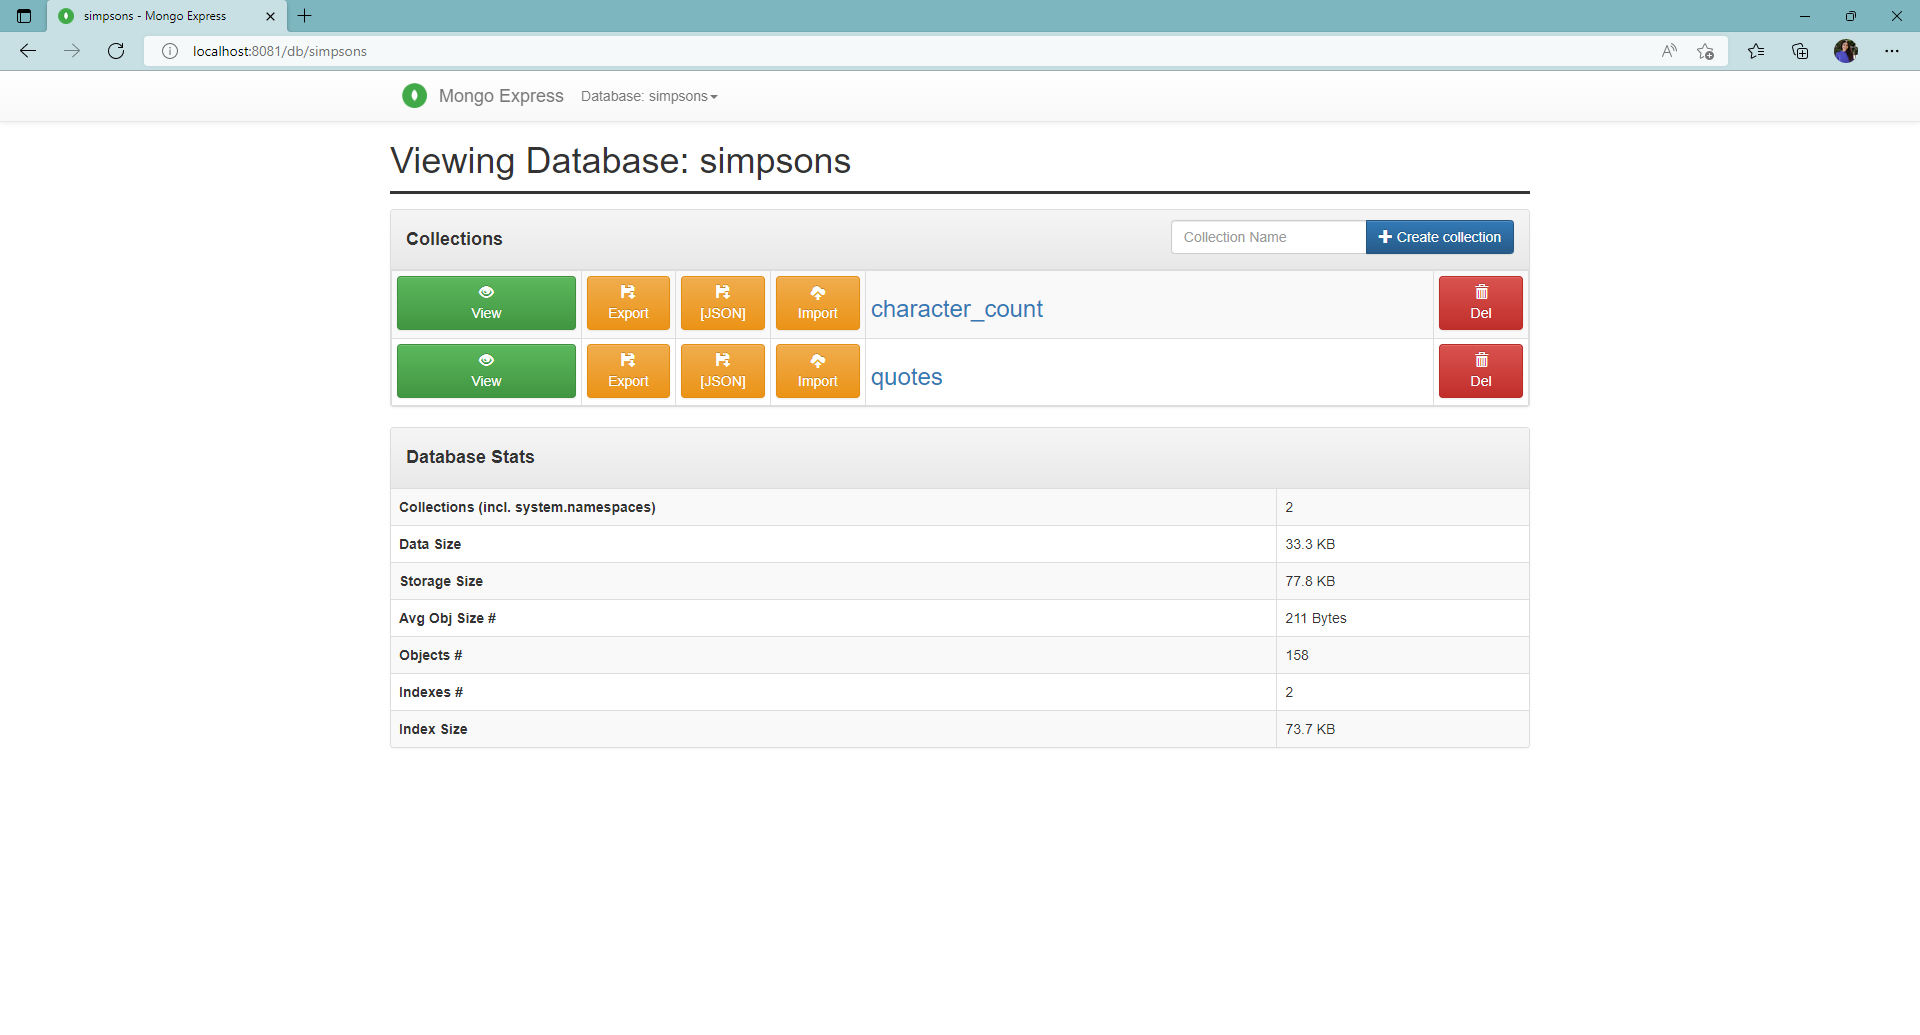 simpsons - Mongo Express
localhost:8081/db/simpsons
Mongo Express Database: simpsons
Viewing Database: simpsons
Collections Collection Name Create collection
View Export [JSON] Import character_count Del
View Export [JSON] Import quotes Del
Database Stats
Collections (incl. system.namespaces) 2
Data Size 33.3 KB
Storage Size 77.8 KB
Avg Obj Size # 211 Bytes
Objects # 158
Indexes # 2
Index Size 73.7 KB